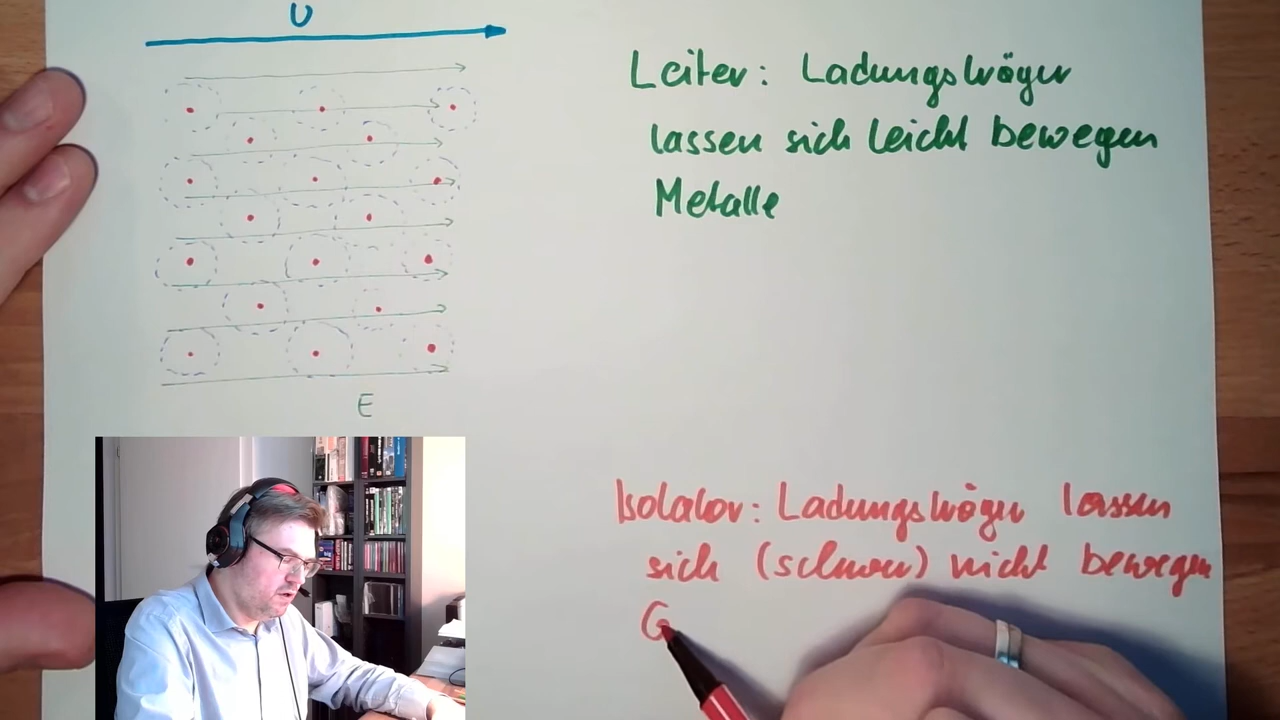 U
Leiter: Ladungsträger
lassen sich leicht bewegen
Metalle
E
Isolator: Ladungsträger lassen
sich (schwer) nicht bewegen
G